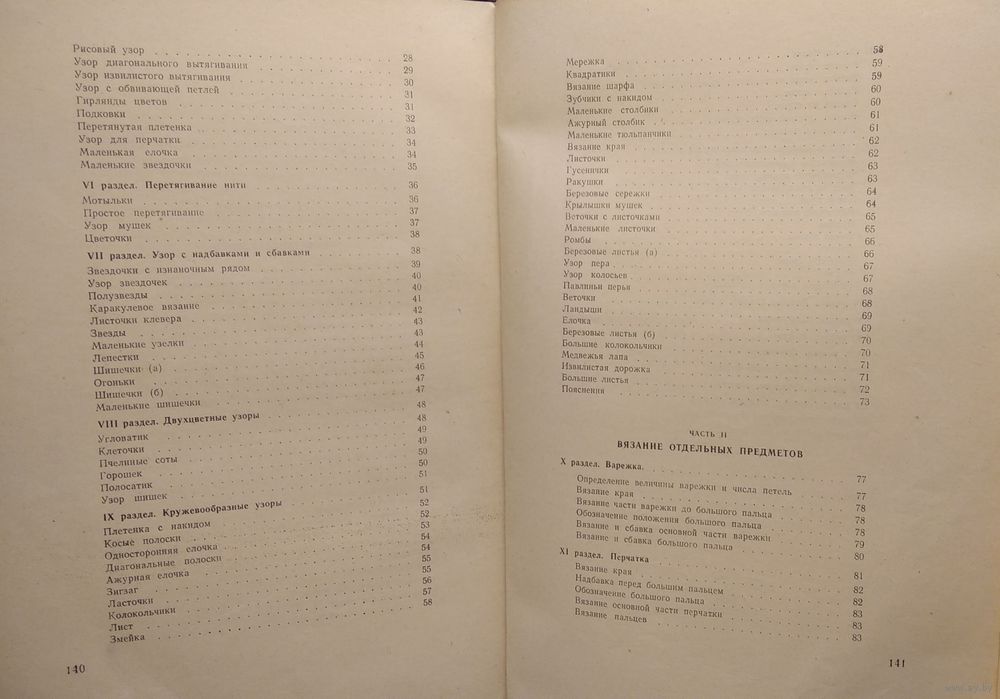 Рисовый узор . . . . . . . . 28
Узор диагонального вытягивания . . . . . . . . 29
Узор извилистого вытягивания . . . . . . . . 30
Узор с обвивающей петлей . . . . . . . . 31
Гирлянды цветов . . . . . . . . 31
Подковки . . . . . . . . 32
Перетянутая плетенка . . . . . . . . 33
Узор для перчатки . . . . . . . . 34
Маленькая елочка . . . . . . . . 34
Маленькие звездочки . . . . . . . . 35
VI раздел. Перетягивание нити . . . . . . . . 36
Мотыльки . . . . . . . . 36
Простое перетягивание . . . . . . . . 37
Узор мушек . . . . . . . . 37
Цветочки . . . . . . . . 38
VII раздел. Узор с надбавками и сбавками . . . . . . . . 38
Звездочки с изнаночным рядом . . . . . . . . 39
Узор звездочек . . . . . . . . 40
Полузвезды . . . . . . . . 40
Каракулевое вязание . . . . . . . . 41
Листочки клевера . . . . . . . . 42
Звезды . . . . . . . . 43
Маленькие узелки . . . . . . . . 43
Лепестки . . . . . . . . 44
Шишечки (а) . . . . . . . . 45
Огоньки . . . . . . . . 46
Шишечки (б) . . . . . . . . 47
Маленькие шишечки . . . . . . . . 47
VIII раздел. Двухцветные узоры . . . . . . . . 48
Угловатик . . . . . . . . 48
Клеточки . . . . . . . . 49
Пчелиные соты . . . . . . . . 49
Горошек . . . . . . . . 50
Полосатик . . . . . . . . 50
Узор шишек . . . . . . . . 51
IX раздел. Кружевообразные узоры . . . . . . . . 51
Плетенка с накидом . . . . . . . . 52
Косые полоски . . . . . . . . 52
Односторонняя елочка . . . . . . . . 53
Диагональные полоски . . . . . . . . 54
Ажурная елочка . . . . . . . . 54
Зигзаг . . . . . . . . 55
Ласточки . . . . . . . . 55
Колокольчики . . . . . . . . 56
Лист . . . . . . . . 57
Змейка . . . . . . . . 58
140
Мережка . . . . . . . . 58
Квадратики . . . . . . . . 59
Вязание шарфа . . . . . . . . 59
Зубчики с накидом . . . . . . . . 60
Маленькие столбики . . . . . . . . 60
Ажурный столбик . . . . . . . . 61
Маленькие тюльпанчики . . . . . . . . 61
Вязание края . . . . . . . . 62
Листочки . . . . . . . . 62
Гусенички . . . . . . . . 63
Ракушки . . . . . . . . 63
Березовые сережки . . . . . . . . 64
Крылышки мушек . . . . . . . . 64
Веточки с листочками . . . . . . . . 65
Маленькие листочки . . . . . . . . 65
Ромбы . . . . . . . . 66
Березовые листья (а) . . . . . . . . 66
Узор пера . . . . . . . . 67
Узор колосьев . . . . . . . . 67
Павлиньи перья . . . . . . . . 68
Веточки . . . . . . . . 68
Ландыши . . . . . . . . 69
Елочка . . . . . . . . 69
Березовые листья (б) . . . . . . . . 70
Большие колокольчики . . . . . . . . 70
Медвежья лапа . . . . . . . . 71
Извилистая дорожка . . . . . . . . 71
Большие листья . . . . . . . . 72
Пояснения . . . . . . . . 73
ЧАСТЬ II
ВЯЗАНИЕ ОТДЕЛЬНЫХ ПРЕДМЕТОВ
X раздел. Варежка. . . . . . . . . 77
Определение величины варежки и числа петель . . . . . . . . 77
Вязание края . . . . . . . . 78
Вязание части варежки до большого пальца . . . . . . . . 78
Обозначение положения большого пальца . . . . . . . . 78
Вязание и сбавка основной части варежки . . . . . . . . 79
Вязание и сбавка большого пальца . . . . . . . . 80
XI раздел. Перчатка . . . . . . . . 81
Вязание края . . . . . . . . 82
Надбавка перед большим пальцем . . . . . . . . 82
Обозначение большого пальца . . . . . . . . 83
Вязание основной части перчатки . . . . . . . . 83
Вязание пальцев . . . . . . . . 83
141
www.ay.by